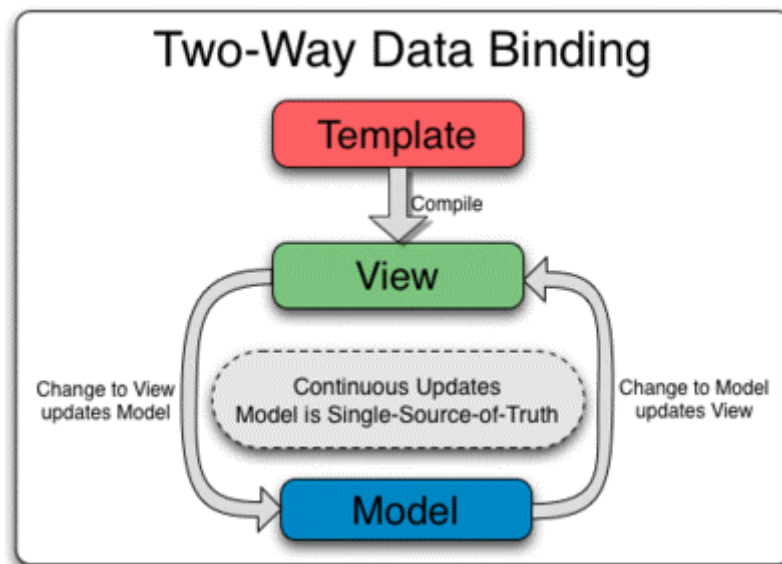 Two-Way Data Binding
Template
Compile
View
Change to View
updates Model
Continuous Updates
Model is Single-Source-of-Truth
Change to Model
updates View
Model